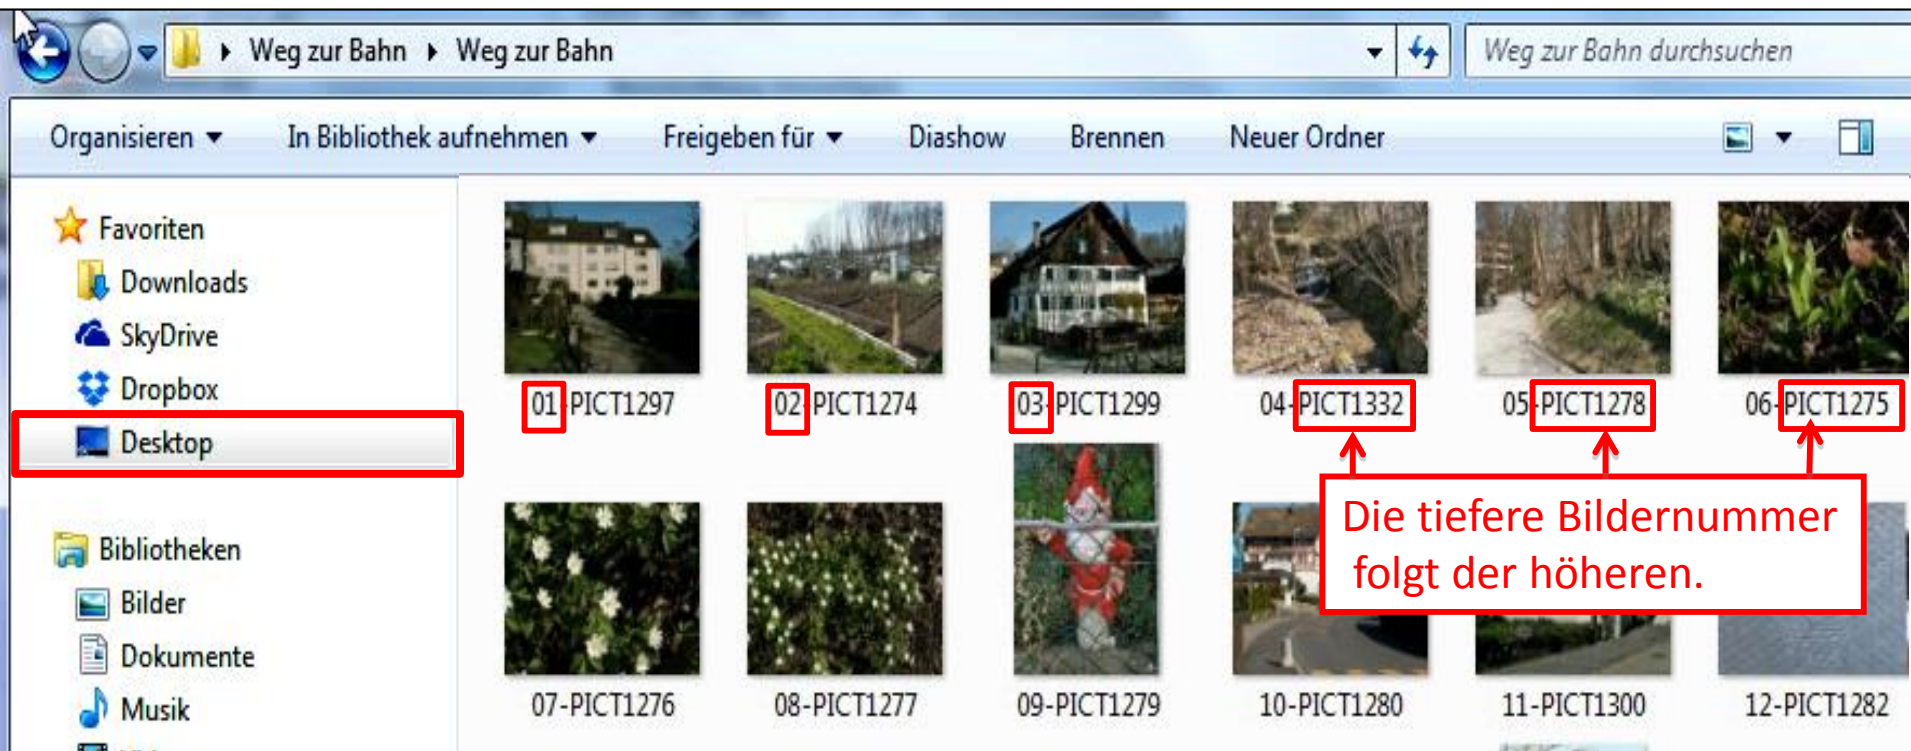 Weg zur Bahn Weg zur Bahn
Weg zur Bahn durchsuchen
Organisieren In Bibliothek aufnehmen Freigeben für Diashow Brennen Neuer Ordner
Favoriten
Downloads
SkyDrive
Dropbox
Desktop
Bibliotheken
Bilder
Dokumente
Musik
01-PICT1297 02-PICT1274 03-PICT1299 04-PICT1332 05-PICT1278 06-PICT1275
Die tiefere Bildernummer
folgt der höheren.
07-PICT1276 08-PICT1277 09-PICT1279 10-PICT1280 11-PICT1300 12-PICT1282